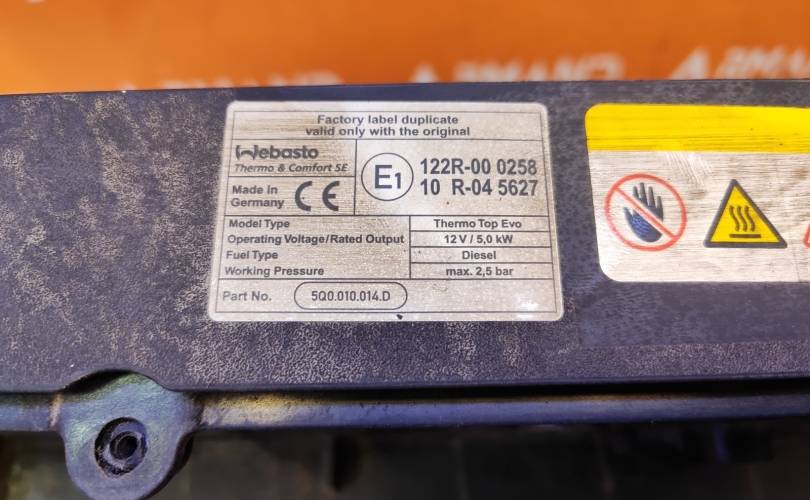 Factory label duplicate
valid only with the original
Webasto
Thermo & Comfort SE
Made in
Germany
CE
E1
122R-00 0258
10 R-04 5627
Model Type Thermo Top Evo
Operating Voltage/Rated Output 12 V / 5,0 kW
Fuel Type Diesel
Working Pressure max. 2,5 bar
Part No. 5Q0.010.014.D